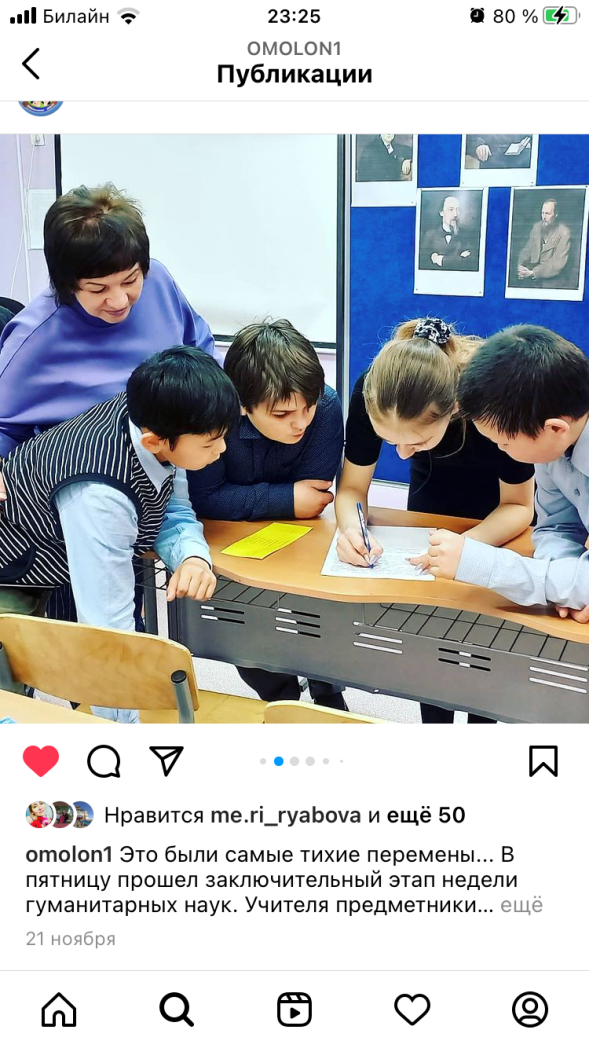 Билайн 23:25 80 %
OMOLON1
Публикации
Нравится me.ri_ryabova и ещё 50
omolon1 Это были самые тихие перемены... В
пятницу прошел заключительный этап недели
гуманитарных наук. Учителя предметники... ещё
21 ноября